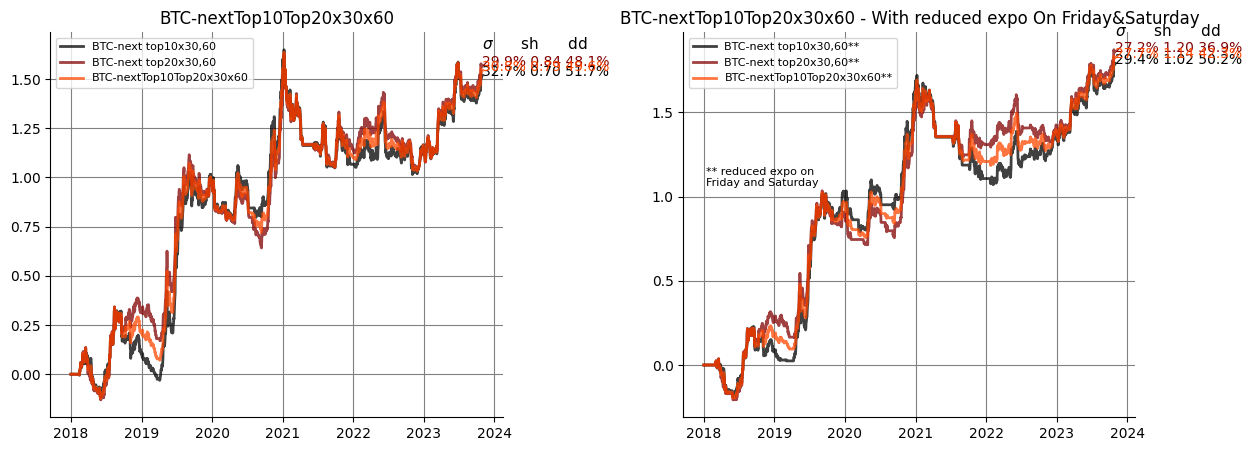 BTC-nextTop10Top20x30x60
BTC-next top10x30,60
BTC-next top20x30,60
BTC-nextTop10Top20x30x60
σ sh dd
29.9% 0.84 48.1%
32.7% 0.70 51.7%
1.50
1.25
1.00
0.75
0.50
0.25
0.00
2018 2019 2020 2021 2022 2023 2024
BTC-nextTop10Top20x30x60 - With reduced expo On Friday&Saturday
BTC-next top10x30,60**
BTC-next top20x30,60**
BTC-nextTop10Top20x30x60**
σ sh dd
27.2% 1.20 36.9%
29.4% 1.02 50.2%
** reduced expo on
Friday and Saturday
1.5
1.0
0.5
0.0
2018 2019 2020 2021 2022 2023 2024